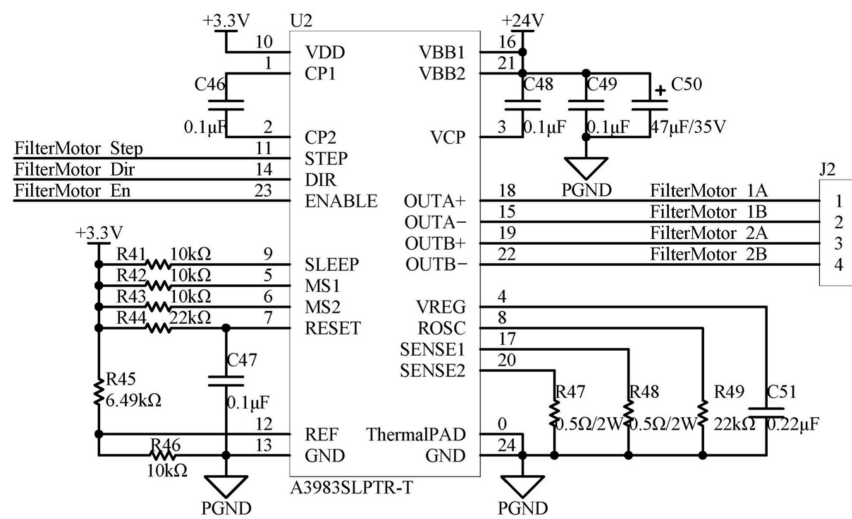 +3.3V
U2
+24V
10
VDD
VBB1
16
1
CP1
VBB2
21
C46
0.1μF
C48
0.1μF
C49
0.1μF
+
C50
47μF/35V
2
CP2
VCP
3
FilterMotor Step
11
STEP
FilterMotor Dir
14
DIR
FilterMotor En
23
ENABLE
PGND
J2
OUTA+
18
FilterMotor 1A
1
OUTA−
15
FilterMotor 1B
2
OUTB+
19
FilterMotor 2A
3
OUTB−
22
FilterMotor 2B
4
+3.3V
R41
10kΩ
9
SLEEP
R42
10kΩ
5
MS1
R43
10kΩ
6
MS2
R44
22kΩ
7
RESET
VREG
4
ROSC
8
SENSE1
17
SENSE2
20
C47
0.1μF
R45
6.49kΩ
R47
0.5Ω/2W
R48
0.5Ω/2W
R49
22kΩ
C51
0.22μF
12
REF
ThermalPAD
0
R46
10kΩ
13
GND
GND
24
PGND
A3983SLPTR-T
PGND